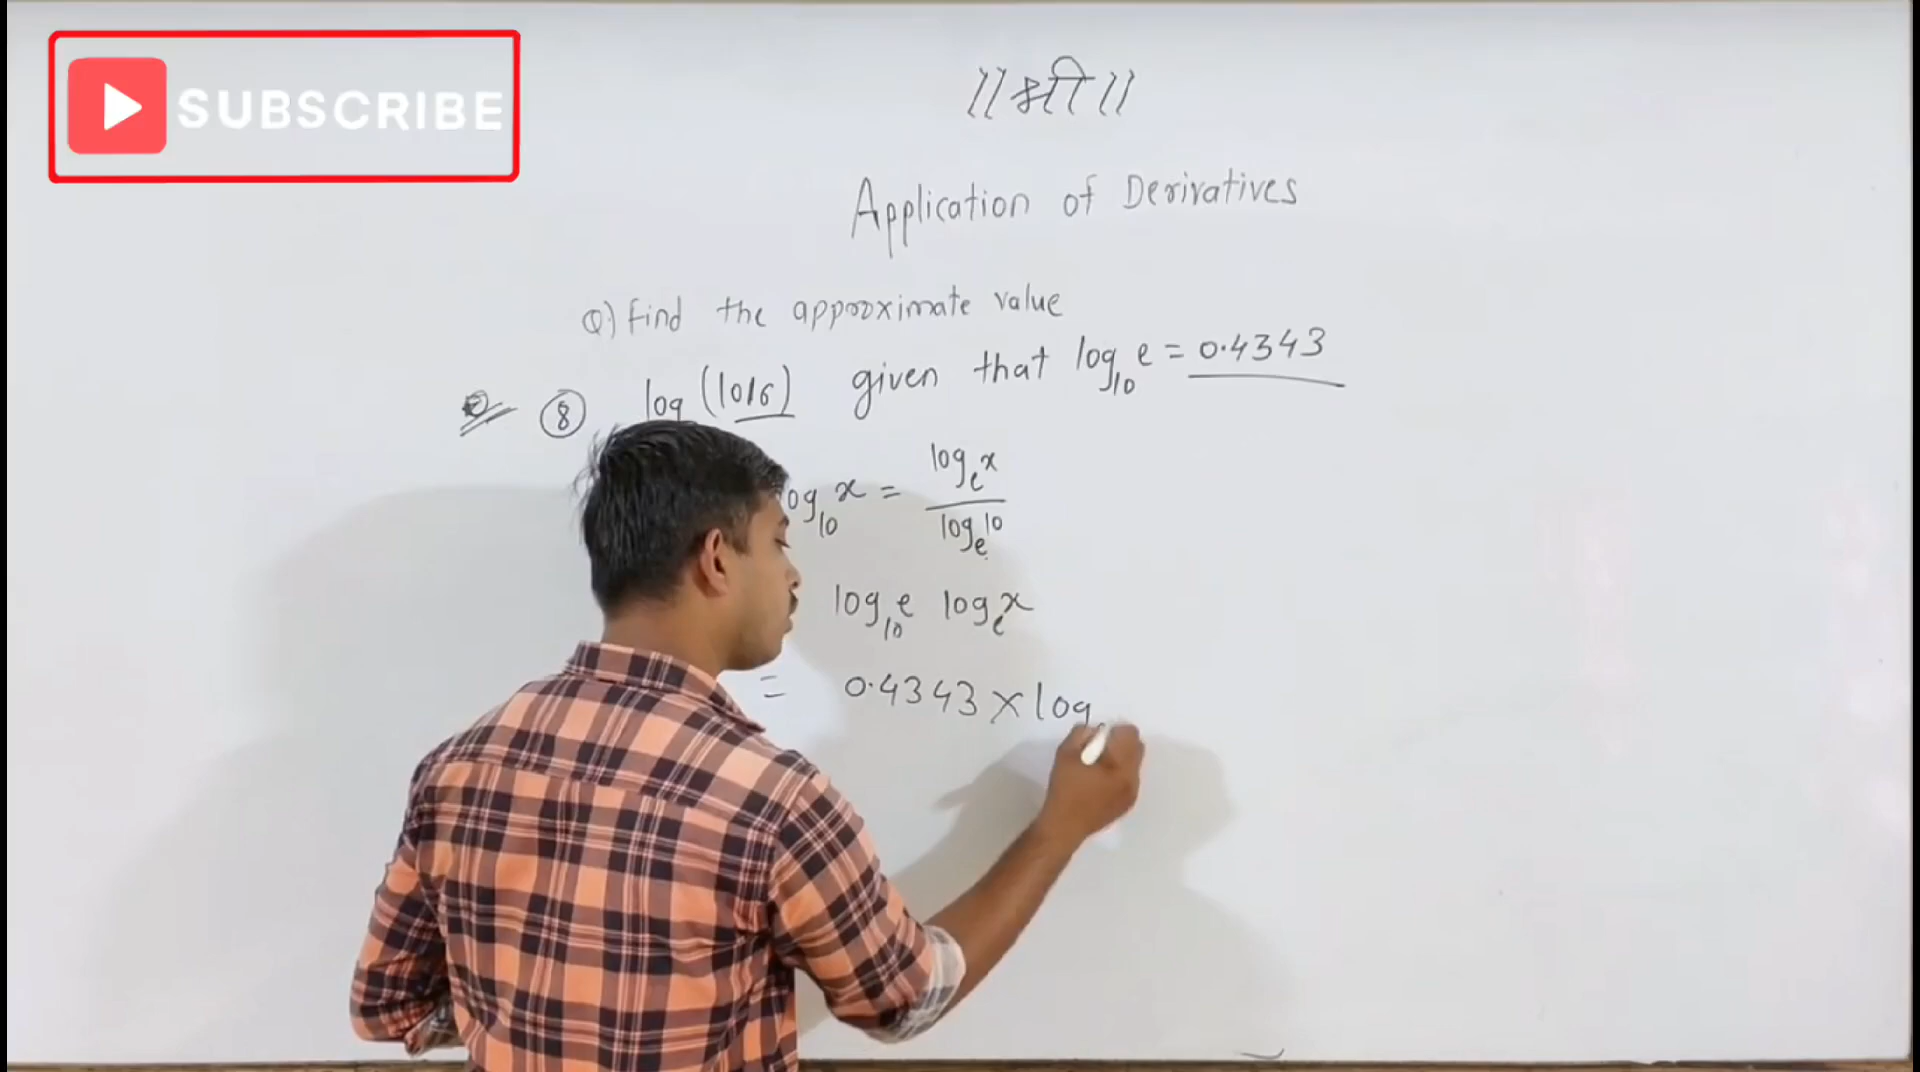 SUBSCRIBE
||श्री||
Application of Derivatives
Q) Find the approximate value
⑧ log (1016) given that log₁₀ e = 0.4343
log₁₀ x = logₑ x / logₑ 10
log₁₀ e logₑ x
= 0.4343 × log